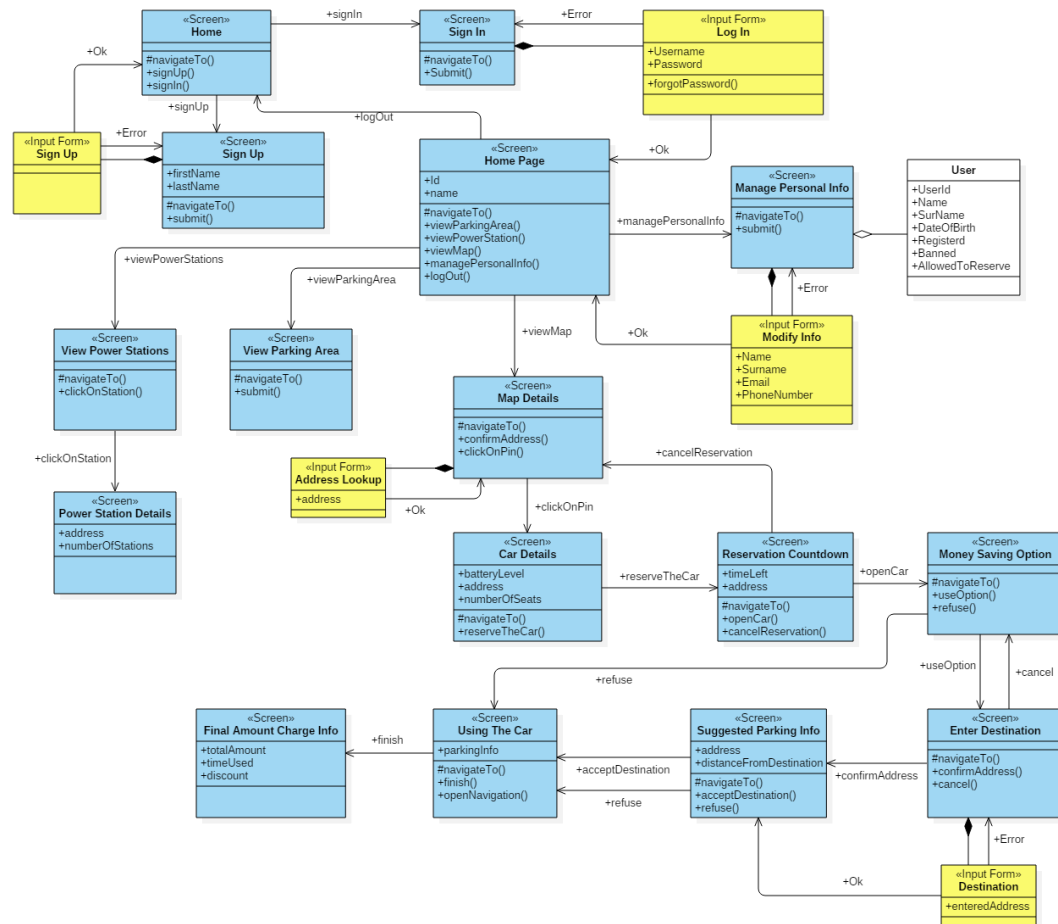 «Screen»
Home
#navigateTo()
+signUp()
+signIn()
+signIn
«Screen»
Sign In
#navigateTo()
+Submit()
+Error
«Input Form»
Log In
+Username
+Password
+forgotPassword()
+Ok
+signUp
+logOut
+Ok
«Input Form»
Sign Up
+Error
«Screen»
Sign Up
+firstName
+lastName
#navigateTo()
+submit()
«Screen»
Home Page
+Id
+name
#navigateTo()
+viewParkingArea()
+viewPowerStation()
+viewMap()
+managePersonalInfo()
+logOut()
+managePersonalInfo
«Screen»
Manage Personal Info
#navigateTo()
+submit()
User
+UserId
+Name
+SurName
+DateOfBirth
+Registerd
+Banned
+AllowedToReserve
+viewPowerStations
+viewParkingArea
+viewMap
+Ok
+Error
«Input Form»
Modify Info
+Name
+Surname
+Email
+PhoneNumber
«Screen»
View Power Stations
#navigateTo()
+clickOnStation()
«Screen»
View Parking Area
#navigateTo()
+submit()
«Screen»
Map Details
#navigateTo()
+confirmAddress()
+clickOnPin()
+clickOnStation
«Input Form»
Address Lookup
+address
+Ok
+cancelReservation
+clickOnPin
«Screen»
Power Station Details
+address
+numberOfStations
«Screen»
Car Details
+batteryLevel
+address
+numberOfSeats
#navigateTo()
+reserveTheCar()
+reserveTheCar
«Screen»
Reservation Countdown
+timeLeft
+address
#navigateTo()
+openCar()
+cancelReservation()
+openCar
«Screen»
Money Saving Option
#navigateTo()
+useOption()
+refuse()
+refuse
+useOption
+cancel
«Screen»
Final Amount Charge Info
+totalAmount
+timeUsed
+discount
+finish
«Screen»
Using The Car
+parkingInfo
#navigateTo()
+finish()
+openNavigation()
+acceptDestination
+refuse
«Screen»
Suggested Parking Info
+address
+distanceFromDestination
#navigateTo()
+acceptDestination()
+refuse()
+confirmAddress
«Screen»
Enter Destination
#navigateTo()
+confirmAddress()
+cancel()
+Error
+Ok
«Input Form»
Destination
+enteredAddress